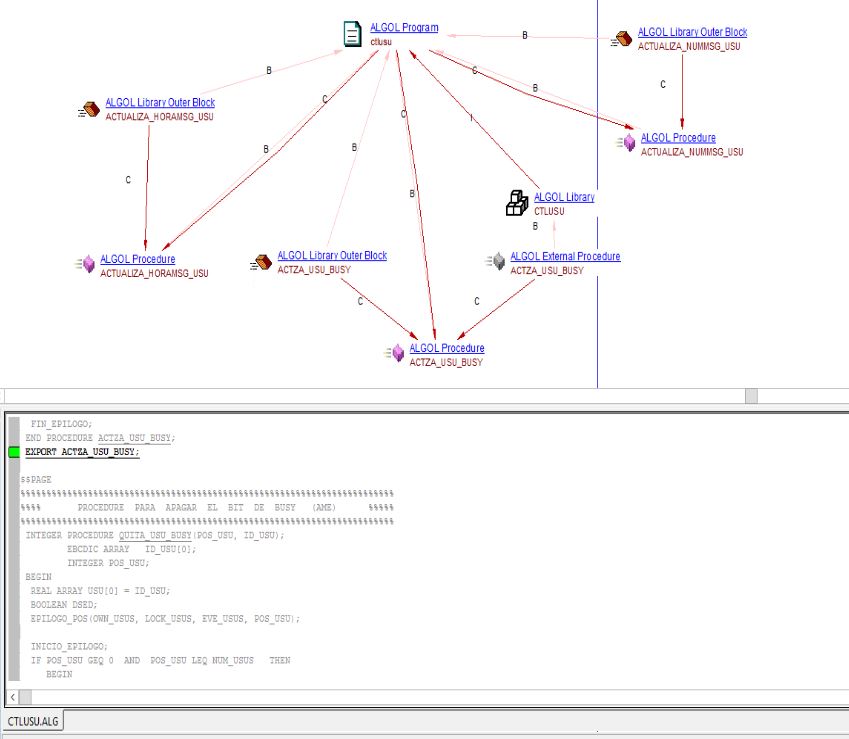 ALGOL Program
ctlusu
ALGOL Library Outer Block
ACTUALIZA_NUMMSG_USU
B
C
B
C
B
ALGOL Library Outer Block
ACTUALIZA_HORAMSG_USU
C
C
I
ALGOL Procedure
ACTUALIZA_NUMMSG_USU
B
B
C
B
ALGOL Library
CTLUSU
B
ALGOL Procedure
ACTUALIZA_HORAMSG_USU
ALGOL Library Outer Block
ACTZA_USU_BUSY
ALGOL External Procedure
ACTZA_USU_BUSY
C
C
ALGOL Procedure
ACTZA_USU_BUSY
FIN_EPILOGO;
END PROCEDURE ACTZA_USU_BUSY;
EXPORT ACTZA_USU_BUSY;
$$PAGE
%%%%%%%%%%%%%%%%%%%%%%%%%%%%%%%%%%%%%%%%%%%%%%%%%%%%%%%%%%%%%%%%%%%%%%%%
%%%% PROCEDURE PARA APAGAR EL BIT DE BUSY (AME) %%%%%
%%%%%%%%%%%%%%%%%%%%%%%%%%%%%%%%%%%%%%%%%%%%%%%%%%%%%%%%%%%%%%%%%%%%%%%%
INTEGER PROCEDURE QUITA_USU_BUSY(POS_USU, ID_USU);
EBCDIC ARRAY ID_USU[0];
INTEGER POS_USU;
BEGIN
REAL ARRAY USU[0] = ID_USU;
BOOLEAN DSED;
EPILOGO_POS(OWN_USUS, LOCK_USUS, EVE_USUS, POS_USU);
INICIO_EPILOGO;
IF POS_USU GEQ 0 AND POS_USU LEQ NUM_USUS THEN
BEGIN
CTLUSU.ALG